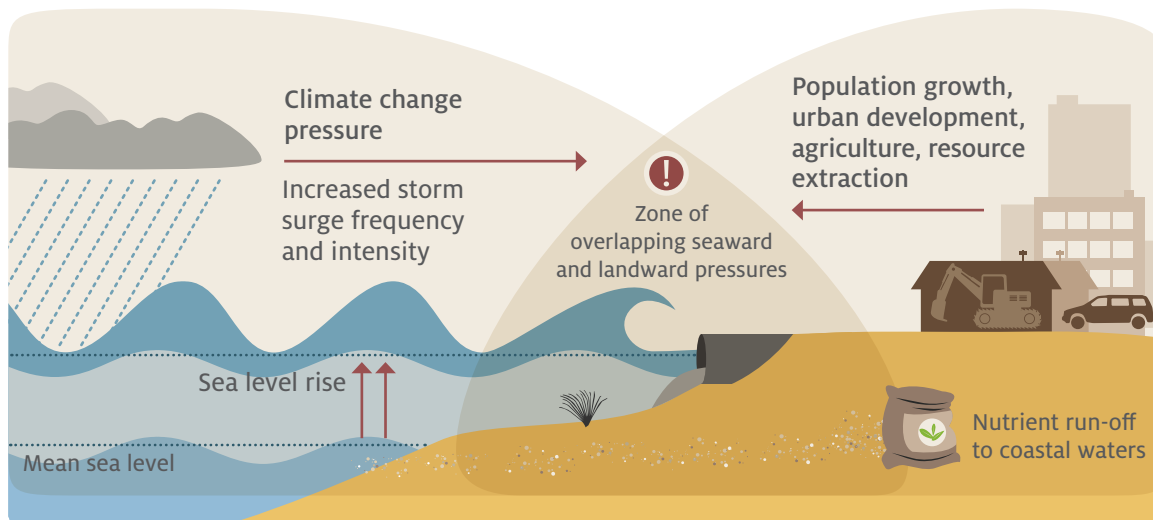 Climate change
pressure
Increased storm
surge frequency
and intensity
Population growth,
urban development,
agriculture, resource
extraction
!
Zone of
overlapping seaward
and landward pressures
Sea level rise
Mean sea level
Nutrient run-off
to coastal waters